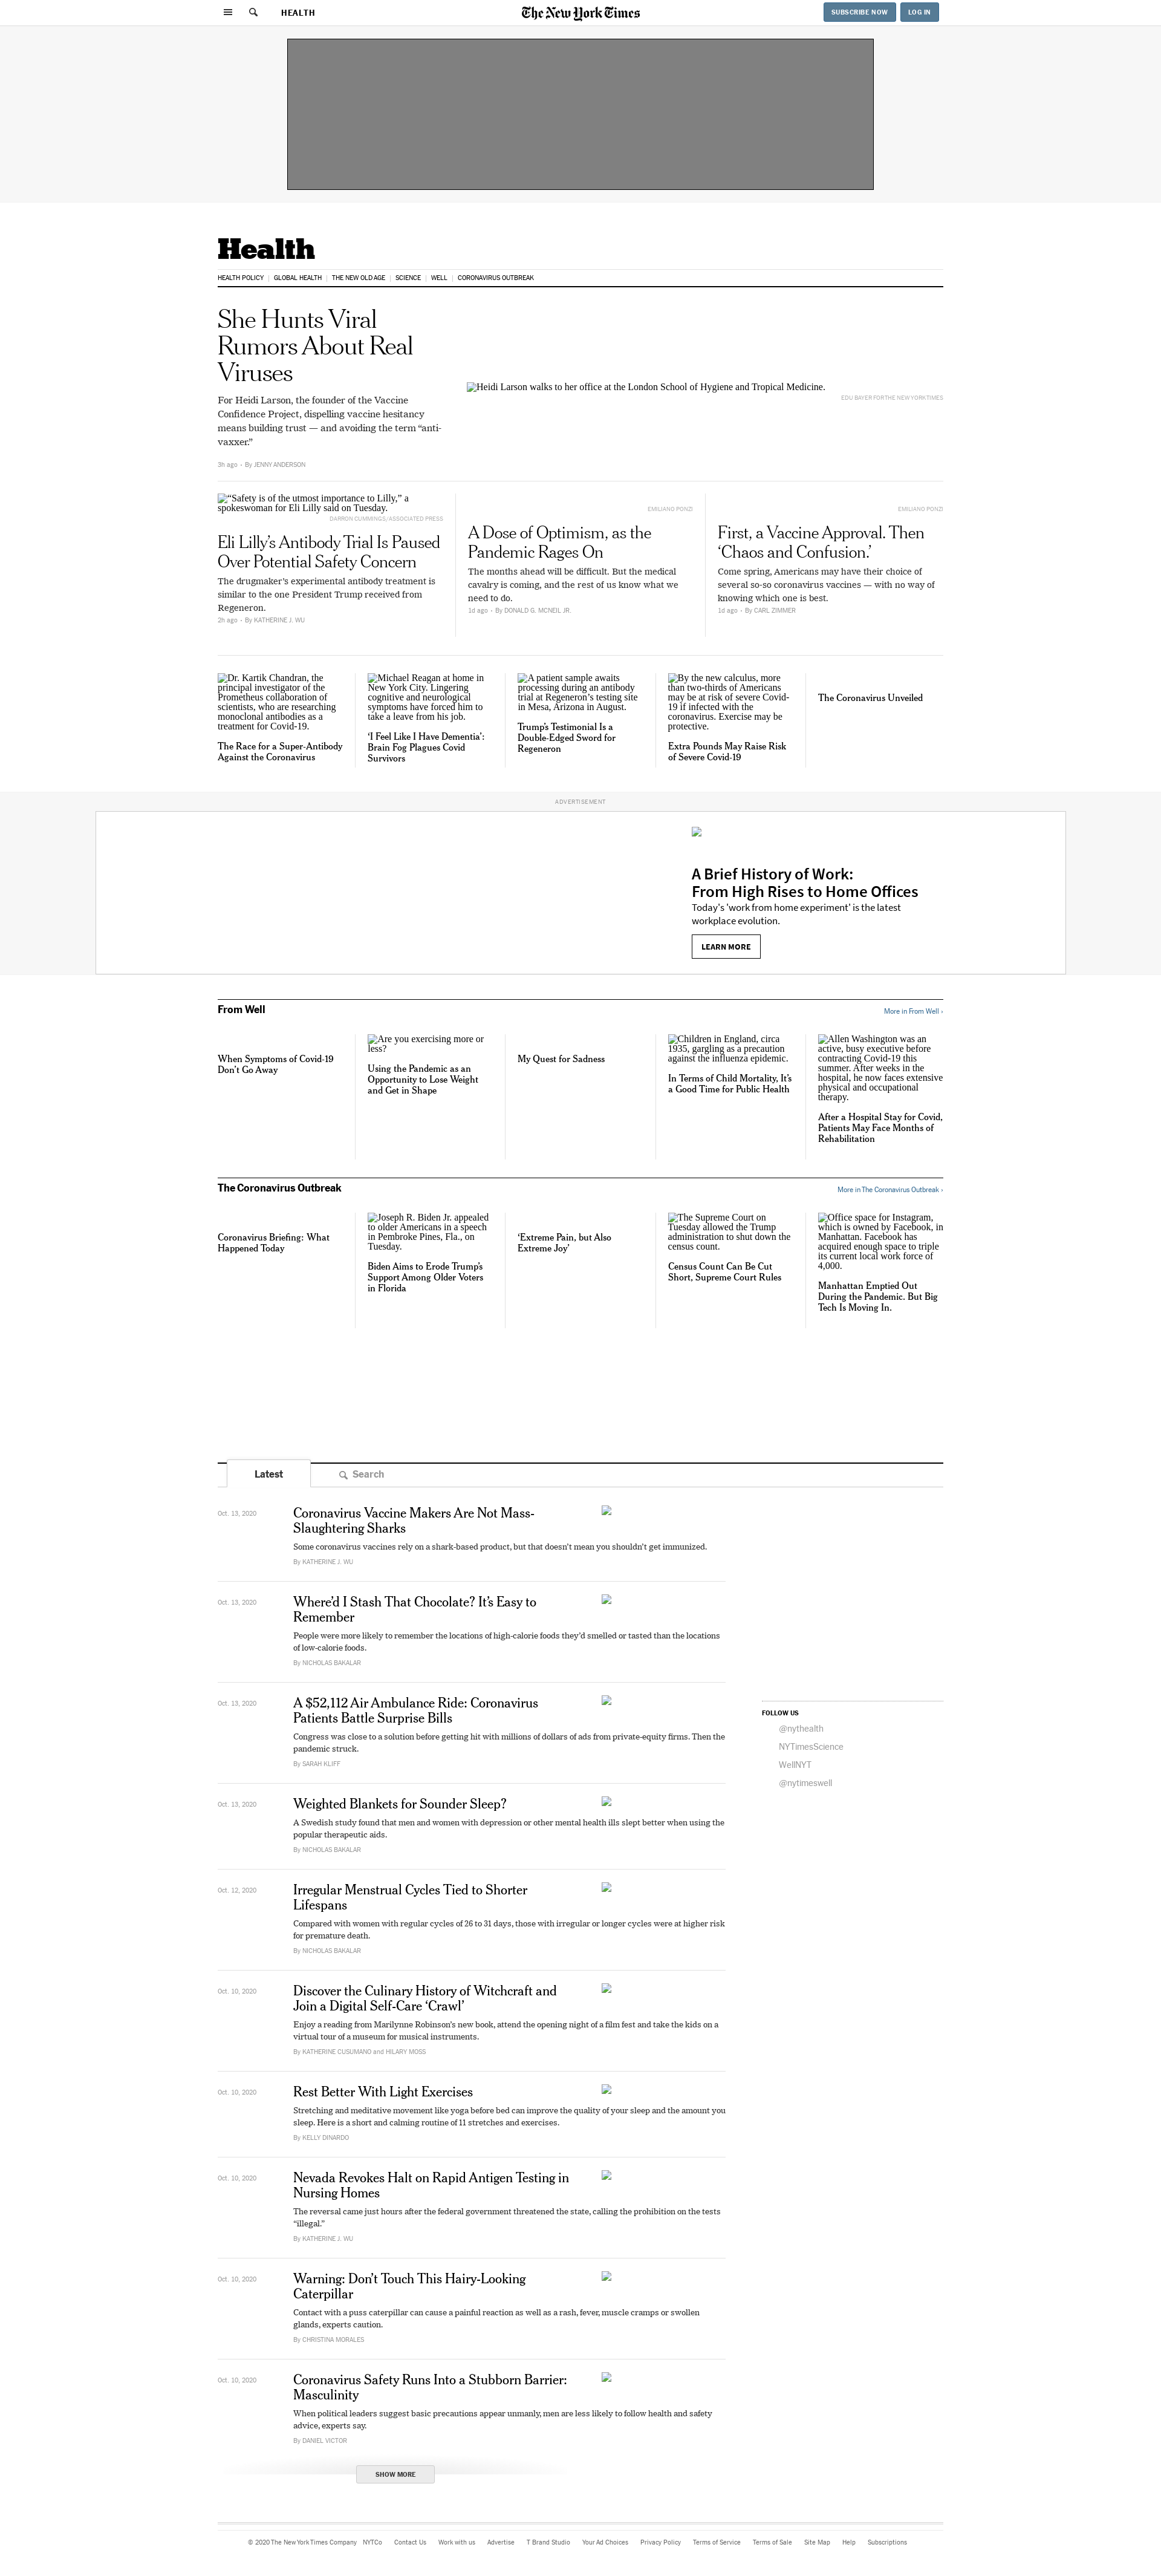 HEALTH
The New York Times
SUBSCRIBE NOW
LOG IN
Health
HEALTH POLICY
GLOBAL HEALTH
THE NEW OLD AGE
SCIENCE
WELL
CORONAVIRUS OUTBREAK
She Hunts Viral
Rumors About Real
Viruses
For Heidi Larson, the founder of the Vaccine
Confidence Project, dispelling vaccine hesitancy
means building trust — and avoiding the term “anti-
vaxxer.”
3h ago • By JENNY ANDERSON
Heidi Larson walks to her office at the London School of Hygiene and Tropical Medicine.
EDU BAYER FOR THE NEW YORK TIMES
“Safety is of the utmost importance to Lilly,” a
spokeswoman for Eli Lilly said on Tuesday.
DARRON CUMMINGS/ASSOCIATED PRESS
Eli Lilly’s Antibody Trial Is Paused
Over Potential Safety Concern
The drugmaker’s experimental antibody treatment is
similar to the one President Trump received from
Regeneron.
2h ago • By KATHERINE J. WU
EMILIANO PONZI
A Dose of Optimism, as the
Pandemic Rages On
The months ahead will be difficult. But the medical
cavalry is coming, and the rest of us know what we
need to do.
1d ago • By DONALD G. MCNEIL JR.
EMILIANO PONZI
First, a Vaccine Approval. Then
‘Chaos and Confusion.’
Come spring, Americans may have their choice of
several so-so coronavirus vaccines — with no way of
knowing which one is best.
1d ago • By CARL ZIMMER
Dr. Kartik Chandran, the
principal investigator of the
Prometheus collaboration of
scientists, who are researching
monoclonal antibodies as a
treatment for Covid-19.
The Race for a Super-Antibody
Against the Coronavirus
Michael Reagan at home in
New York City. Lingering
cognitive and neurological
symptoms have forced him to
take a leave from his job.
‘I Feel Like I Have Dementia’:
Brain Fog Plagues Covid
Survivors
A patient sample awaits
processing during an antibody
trial at Regeneron’s testing site
in Mesa, Arizona in August.
Trump’s Testimonial Is a
Double-Edged Sword for
Regeneron
By the new calculus, more
than two-thirds of Americans
may be at risk of severe Covid-
19 if infected with the
coronavirus. Exercise may be
protective.
Extra Pounds May Raise Risk
of Severe Covid-19
The Coronavirus Unveiled
ADVERTISEMENT
A Brief History of Work:
From High Rises to Home Offices
Today's 'work from home experiment' is the latest
workplace evolution.
LEARN MORE
From Well
More in From Well ›
When Symptoms of Covid-19
Don’t Go Away
Are you exercising more or
less?
Using the Pandemic as an
Opportunity to Lose Weight
and Get in Shape
My Quest for Sadness
Children in England, circa
1935, gargling as a precaution
against the influenza epidemic.
In Terms of Child Mortality, It’s
a Good Time for Public Health
Allen Washington was an
active, busy executive before
contracting Covid-19 this
summer. After weeks in the
hospital, he now faces extensive
physical and occupational
therapy.
After a Hospital Stay for Covid,
Patients May Face Months of
Rehabilitation
The Coronavirus Outbreak
More in The Coronavirus Outbreak ›
Coronavirus Briefing: What
Happened Today
Joseph R. Biden Jr. appealed
to older Americans in a speech
in Pembroke Pines, Fla., on
Tuesday.
Biden Aims to Erode Trump’s
Support Among Older Voters
in Florida
‘Extreme Pain, but Also
Extreme Joy’
The Supreme Court on
Tuesday allowed the Trump
administration to shut down the
census count.
Census Count Can Be Cut
Short, Supreme Court Rules
Office space for Instagram,
which is owned by Facebook, in
Manhattan. Facebook has
acquired enough space to triple
its current local work force of
4,000.
Manhattan Emptied Out
During the Pandemic. But Big
Tech Is Moving In.
Latest
Search
Oct. 13, 2020
Coronavirus Vaccine Makers Are Not Mass-
Slaughtering Sharks
Some coronavirus vaccines rely on a shark-based product, but that doesn't mean you shouldn't get immunized.
By KATHERINE J. WU
Oct. 13, 2020
Where’d I Stash That Chocolate? It’s Easy to
Remember
People were more likely to remember the locations of high-calorie foods they’d smelled or tasted than the locations
of low-calorie foods.
By NICHOLAS BAKALAR
Oct. 13, 2020
A $52,112 Air Ambulance Ride: Coronavirus
Patients Battle Surprise Bills
Congress was close to a solution before getting hit with millions of dollars of ads from private-equity firms. Then the
pandemic struck.
By SARAH KLIFF
Oct. 13, 2020
Weighted Blankets for Sounder Sleep?
A Swedish study found that men and women with depression or other mental health ills slept better when using the
popular therapeutic aids.
By NICHOLAS BAKALAR
Oct. 12, 2020
Irregular Menstrual Cycles Tied to Shorter
Lifespans
Compared with women with regular cycles of 26 to 31 days, those with irregular or longer cycles were at higher risk
for premature death.
By NICHOLAS BAKALAR
Oct. 10, 2020
Discover the Culinary History of Witchcraft and
Join a Digital Self-Care ‘Crawl’
Enjoy a reading from Marilynne Robinson’s new book, attend the opening night of a film fest and take the kids on a
virtual tour of a museum for musical instruments.
By KATHERINE CUSUMANO and HILARY MOSS
Oct. 10, 2020
Rest Better With Light Exercises
Stretching and meditative movement like yoga before bed can improve the quality of your sleep and the amount you
sleep. Here is a short and calming routine of 11 stretches and exercises.
By KELLY DINARDO
Oct. 10, 2020
Nevada Revokes Halt on Rapid Antigen Testing in
Nursing Homes
The reversal came just hours after the federal government threatened the state, calling the prohibition on the tests
“illegal.”
By KATHERINE J. WU
Oct. 10, 2020
Warning: Don’t Touch This Hairy-Looking
Caterpillar
Contact with a puss caterpillar can cause a painful reaction as well as a rash, fever, muscle cramps or swollen
glands, experts caution.
By CHRISTINA MORALES
Oct. 10, 2020
Coronavirus Safety Runs Into a Stubborn Barrier:
Masculinity
When political leaders suggest basic precautions appear unmanly, men are less likely to follow health and safety
advice, experts say.
By DANIEL VICTOR
SHOW MORE
FOLLOW US
@nythealth
NYTimesScience
WellNYT
@nytimeswell
© 2020 The New York Times Company
NYTCo
Contact Us
Work with us
Advertise
T Brand Studio
Your Ad Choices
Privacy Policy
Terms of Service
Terms of Sale
Site Map
Help
Subscriptions